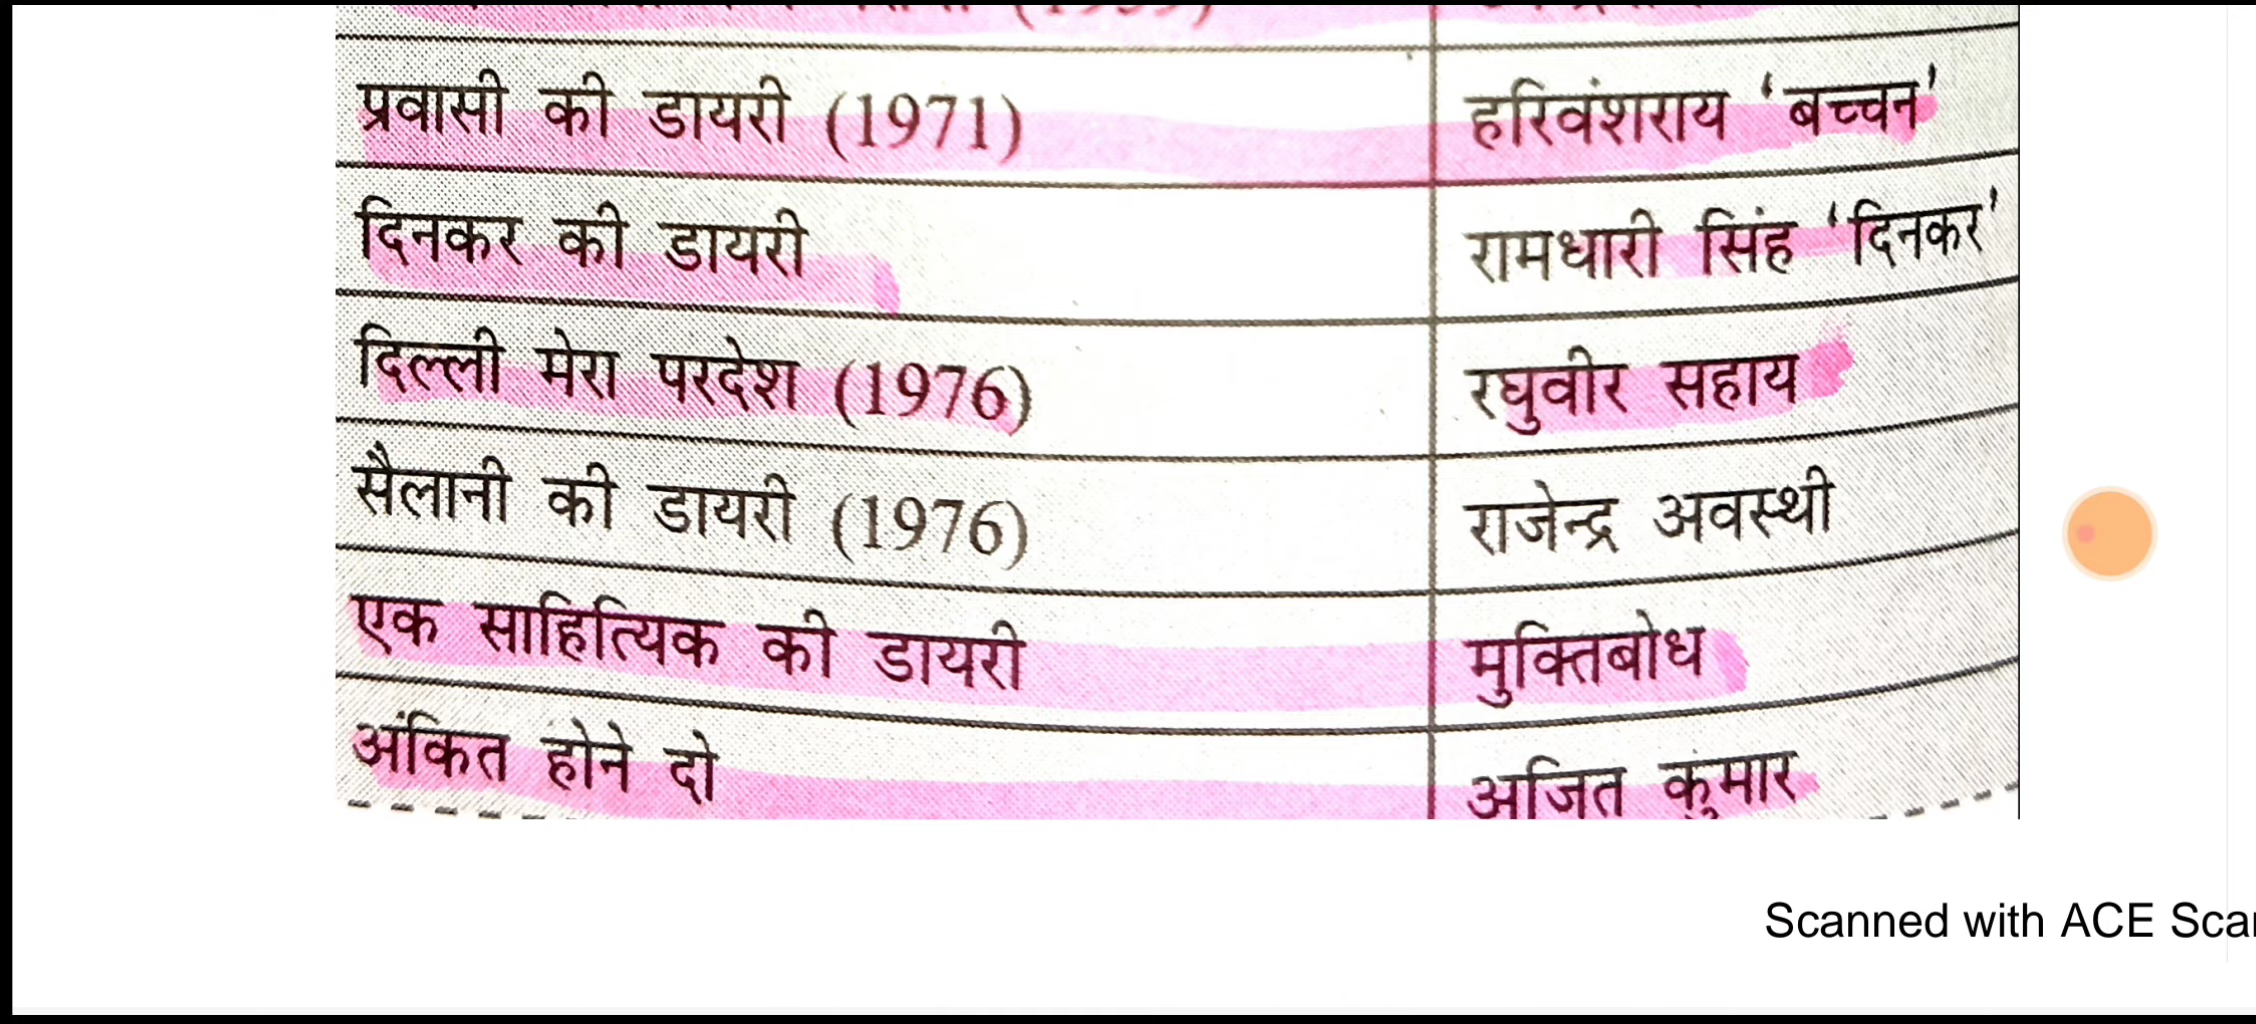 प्रवासी की डायरी (1971) हरिवंशराय 'बच्चन'
दिनकर की डायरी रामधारी सिंह 'दिनकर'
दिल्ली मेरा परदेश (1976) रघुवीर सहाय
सैलानी की डायरी (1976) राजेन्द्र अवस्थी
एक साहित्यिक की डायरी मुक्तिबोध
अंकित होने दो अजित कुमार
Scanned with ACE